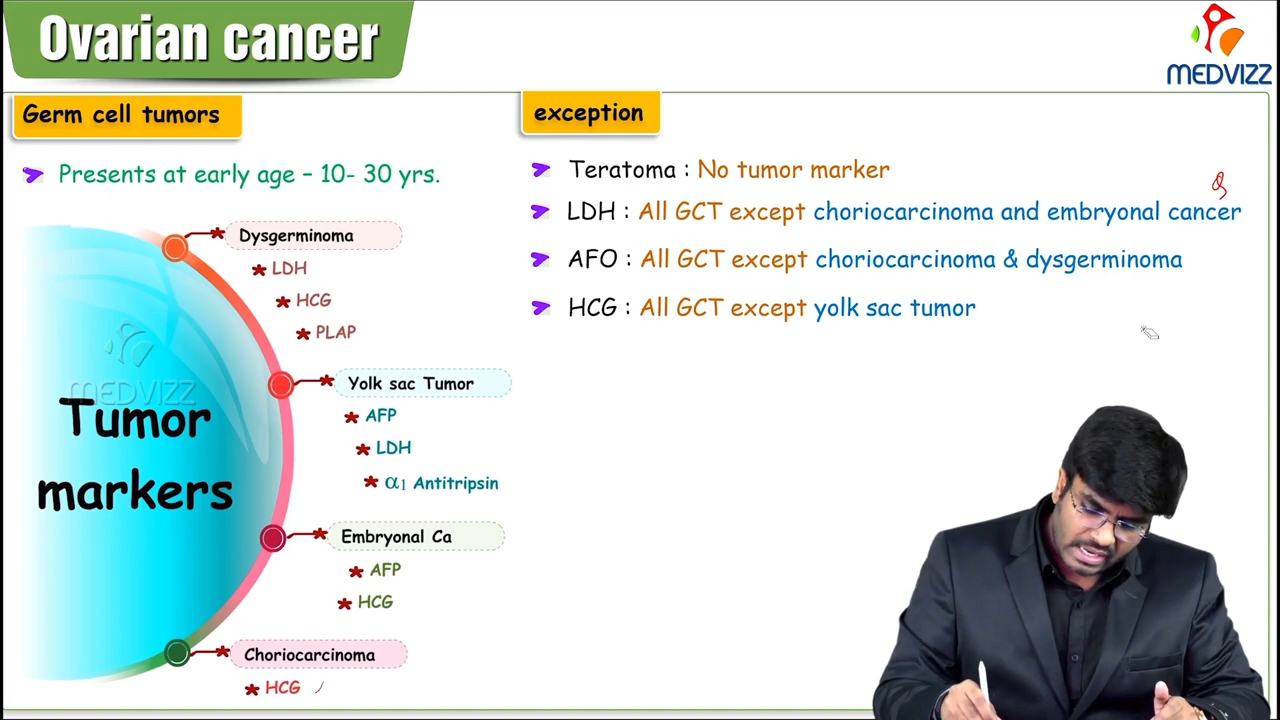 Ovarian cancer
MEDVIZZ
Germ cell tumors
exception
Presents at early age – 10- 30 yrs.
Teratoma : No tumor marker
LDH : All GCT except choriocarcinoma and embryonal cancer
AFO : All GCT except choriocarcinoma & dysgerminoma
HCG : All GCT except yolk sac tumor
Dysgerminoma
LDH
HCG
PLAP
MEDVIZZ
Tumor
markers
Yolk sac Tumor
AFP
LDH
α1 Antitripsin
Embryonal Ca
AFP
HCG
Choriocarcinoma
HCG